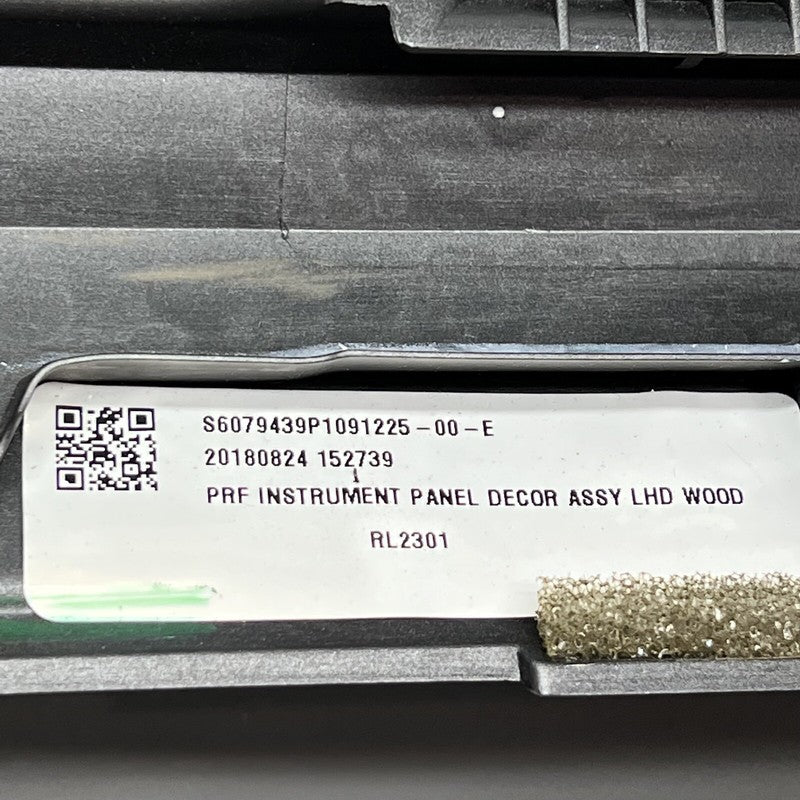 S6079439P1091225-00-E
20180824 152739
PRF INSTRUMENT PANEL DECOR ASSY LHD WOOD
RL2301